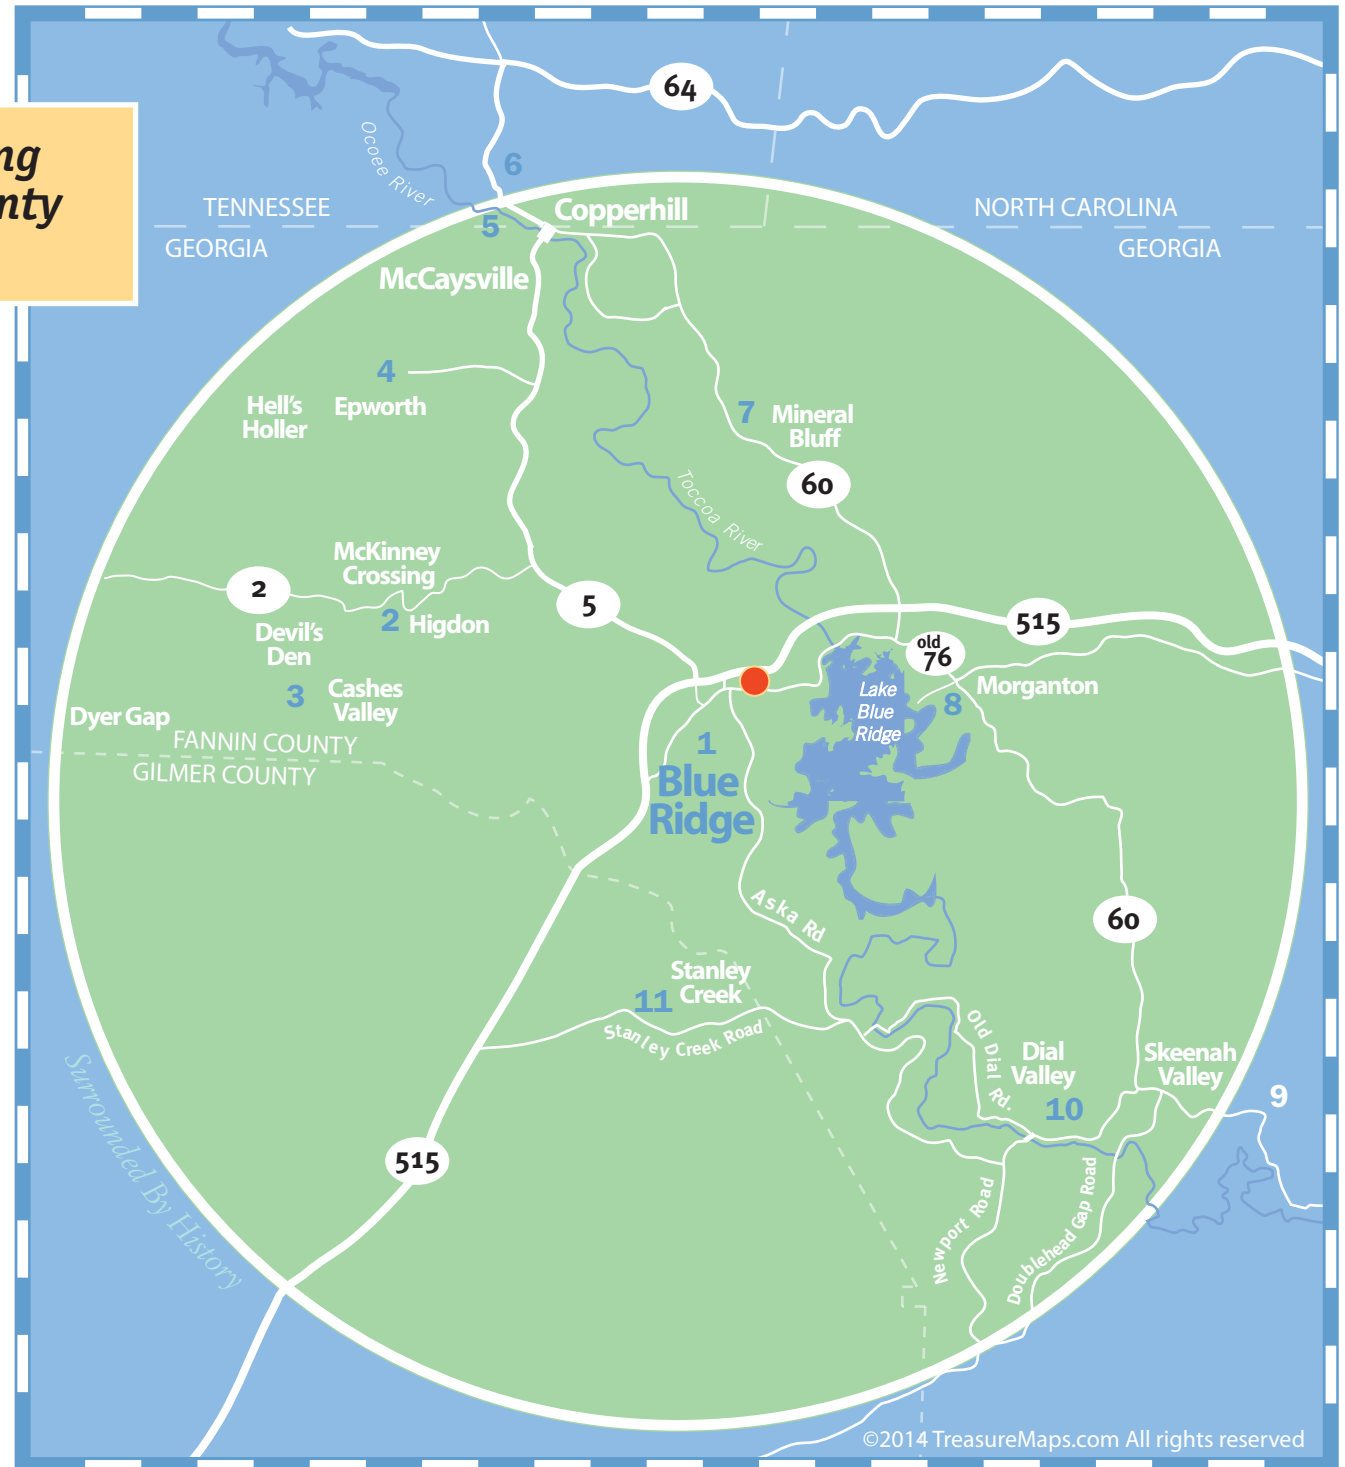 ng
nty
64
Ocoee River
6
TENNESSEE
GEORGIA
5
Copperhill
NORTH CAROLINA
GEORGIA
McCaysville
4
Hell's
Holler
Epworth
7
Mineral
Bluff
60
Toccoa River
McKinney
Crossing
2
5
2
Higdon
Devil's
Den
515
old
76
3
Cashes
Valley
Lake
Blue
Ridge
8
Morganton
Dyer Gap
FANNIN COUNTY
GILMER COUNTY
1
Blue
Ridge
Aska Rd
60
Stanley
Creek
11
Stanley Creek Road
Old Dial Rd.
Dial
Valley
10
Skeenah
Valley
9
Surrounded By History
515
Newport Road
Doublehead Gap Road
©2014 TreasureMaps.com All rights reserved